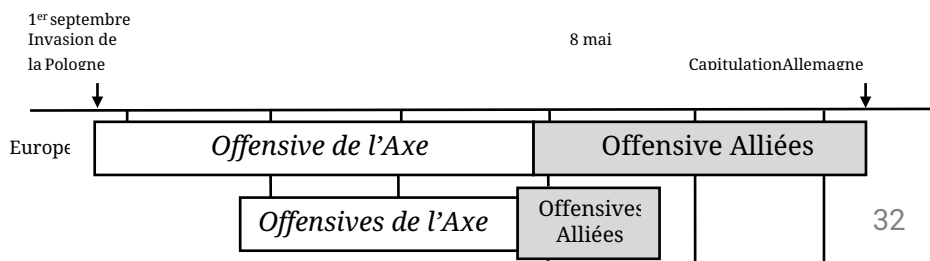 1er septembre
Invasion de
la Pologne
8 mai
CapitulationAllemagne
Europe
Offensive de l’Axe
Offensive Alliées
Offensives de l’Axe
Offensives
Alliées
32